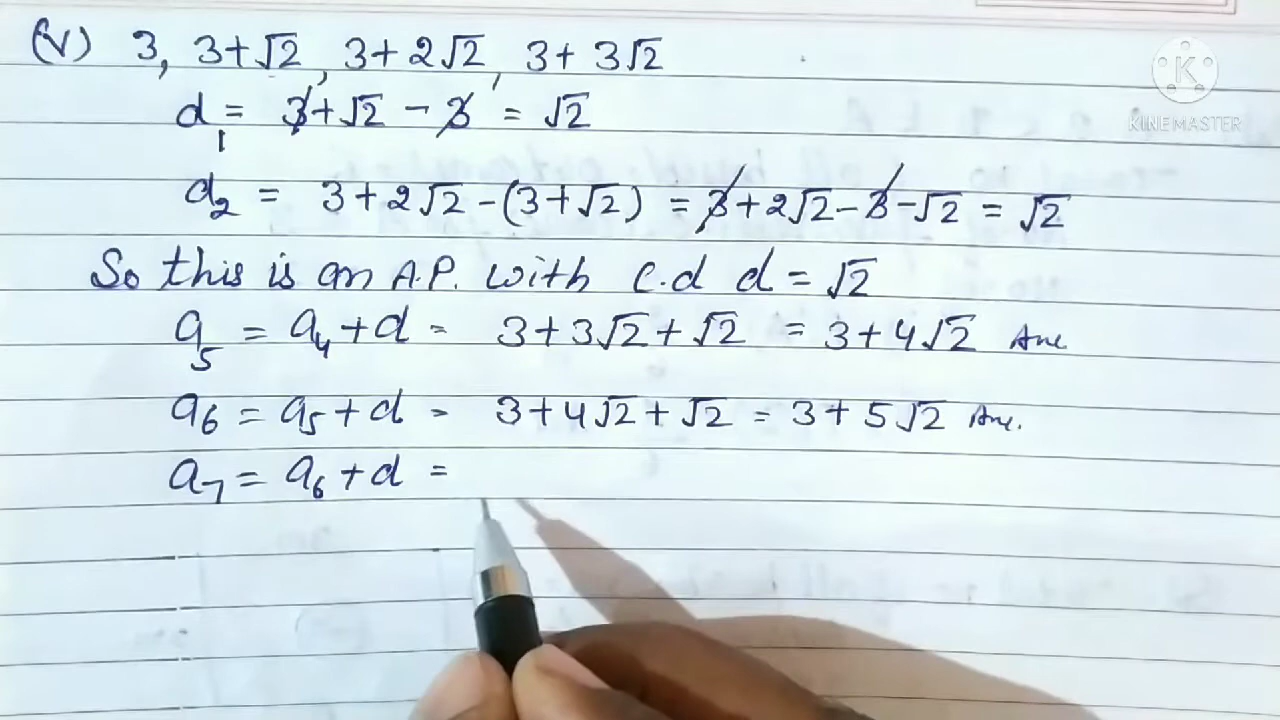 (V) 3, 3+√2, 3+2√2, 3+3√2
d₁ = 3+√2 - 3 = √2
d₂ = 3+2√2-(3+√2) = 3+2√2-3-√2 = √2
So this is an A.P. with C.d d = √2
a₅ = a₄+d = 3+3√2+√2 = 3+4√2 Ans
a₆ = a₅+d = 3+4√2+√2 = 3+5√2 Ans.
a₇ = a₆+d =
K
KINEMASTER